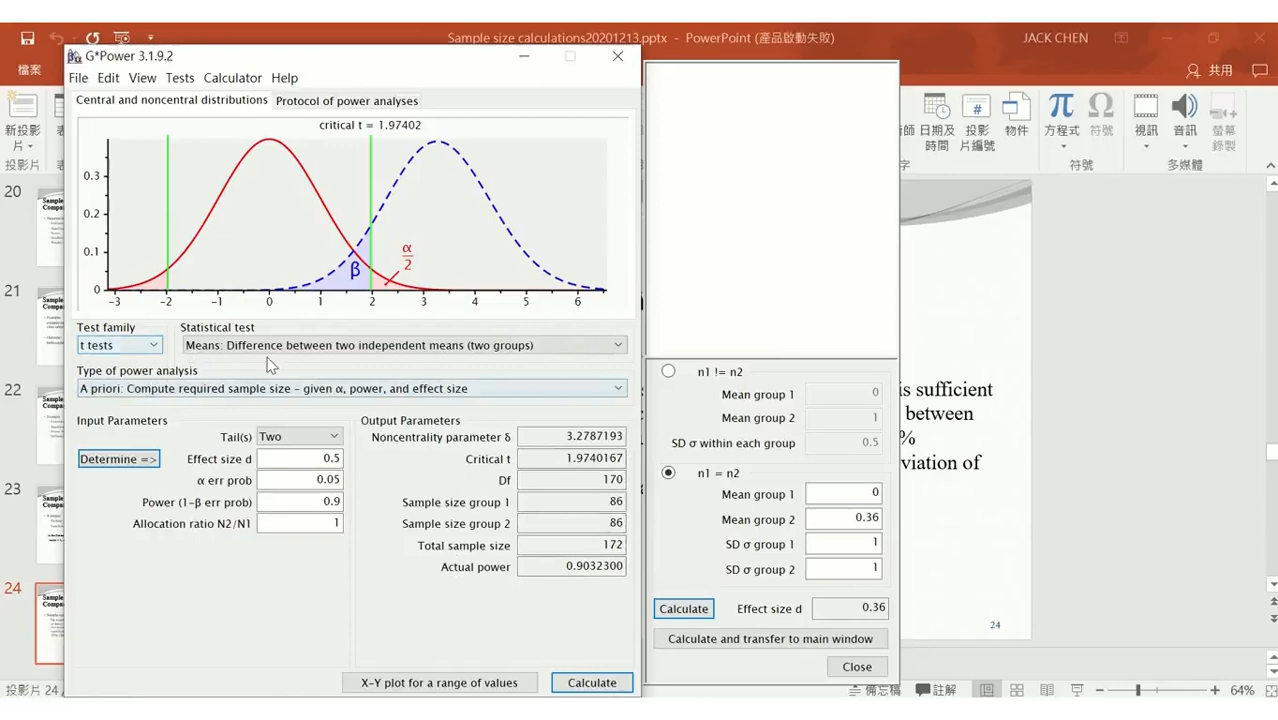 Sample size calculations20201213.pptx - PowerPoint (產品啟動失敗)
JACK CHEN
檔案
共用
新投影
片
投影片
日期及
時間
投影
片編號
物件
方程式
符號
符號
視訊
音訊
螢幕
錄製
多媒體
20
21
22
23
24
G*Power 3.1.9.2
File Edit View Tests Calculator Help
Central and noncentral distributions
Protocol of power analyses
critical t = 1.97402
0.3
0.2
0.1
0
β
α
2
-3 -2 -1 0 1 2 3 4 5 6
Test family
Statistical test
t tests
Means: Difference between two independent means (two groups)
Type of power analysis
A priori: Compute required sample size - given α, power, and effect size
Input Parameters
Tail(s) Two
Determine =>
Effect size d 0.5
α err prob 0.05
Power (1-β err prob) 0.9
Allocation ratio N2/N1 1
Output Parameters
Noncentrality parameter δ 3.2787193
Critical t 1.9740167
Df 170
Sample size group 1 86
Sample size group 2 86
Total sample size 172
Actual power 0.9032300
X-Y plot for a range of values
Calculate
n1 != n2
Mean group 1 0
Mean group 2 1
SD σ within each group 0.5
n1 = n2
Mean group 1 0
Mean group 2 0.36
SD σ group 1 1
SD σ group 2 1
Calculate
Effect size d 0.36
Calculate and transfer to main window
Close
is sufficient
between
%
viation of
24
投影片 24
備忘稿
註解
64%